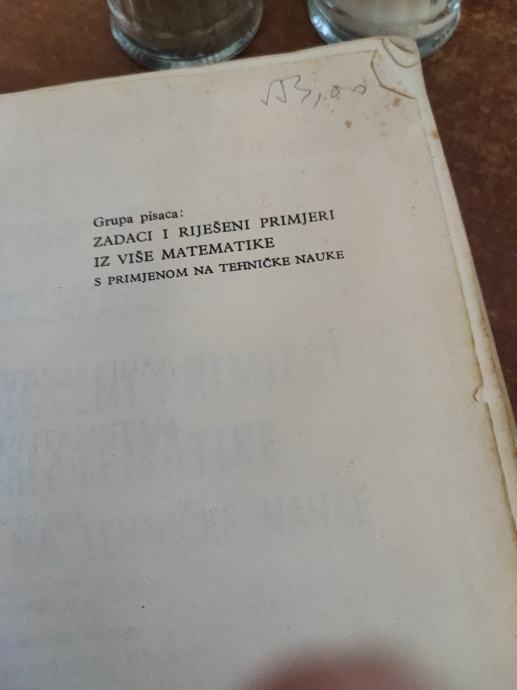 Grupa pisaca:
ZADACI I RIJEŠENI PRIMJERI
IZ VIŠE MATEMATIKE
S PRIMJENOM NA TEHNIČKE NAUKE